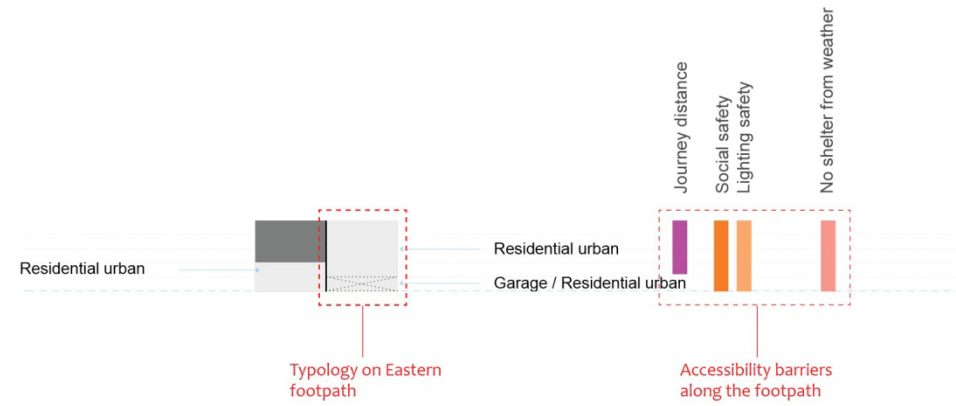 Journey distance
Social safety
Lighting safety
No shelter from weather
Residential urban
Residential urban
Garage / Residential urban
Typology on Eastern
footpath
Accessibility barriers
along the footpath